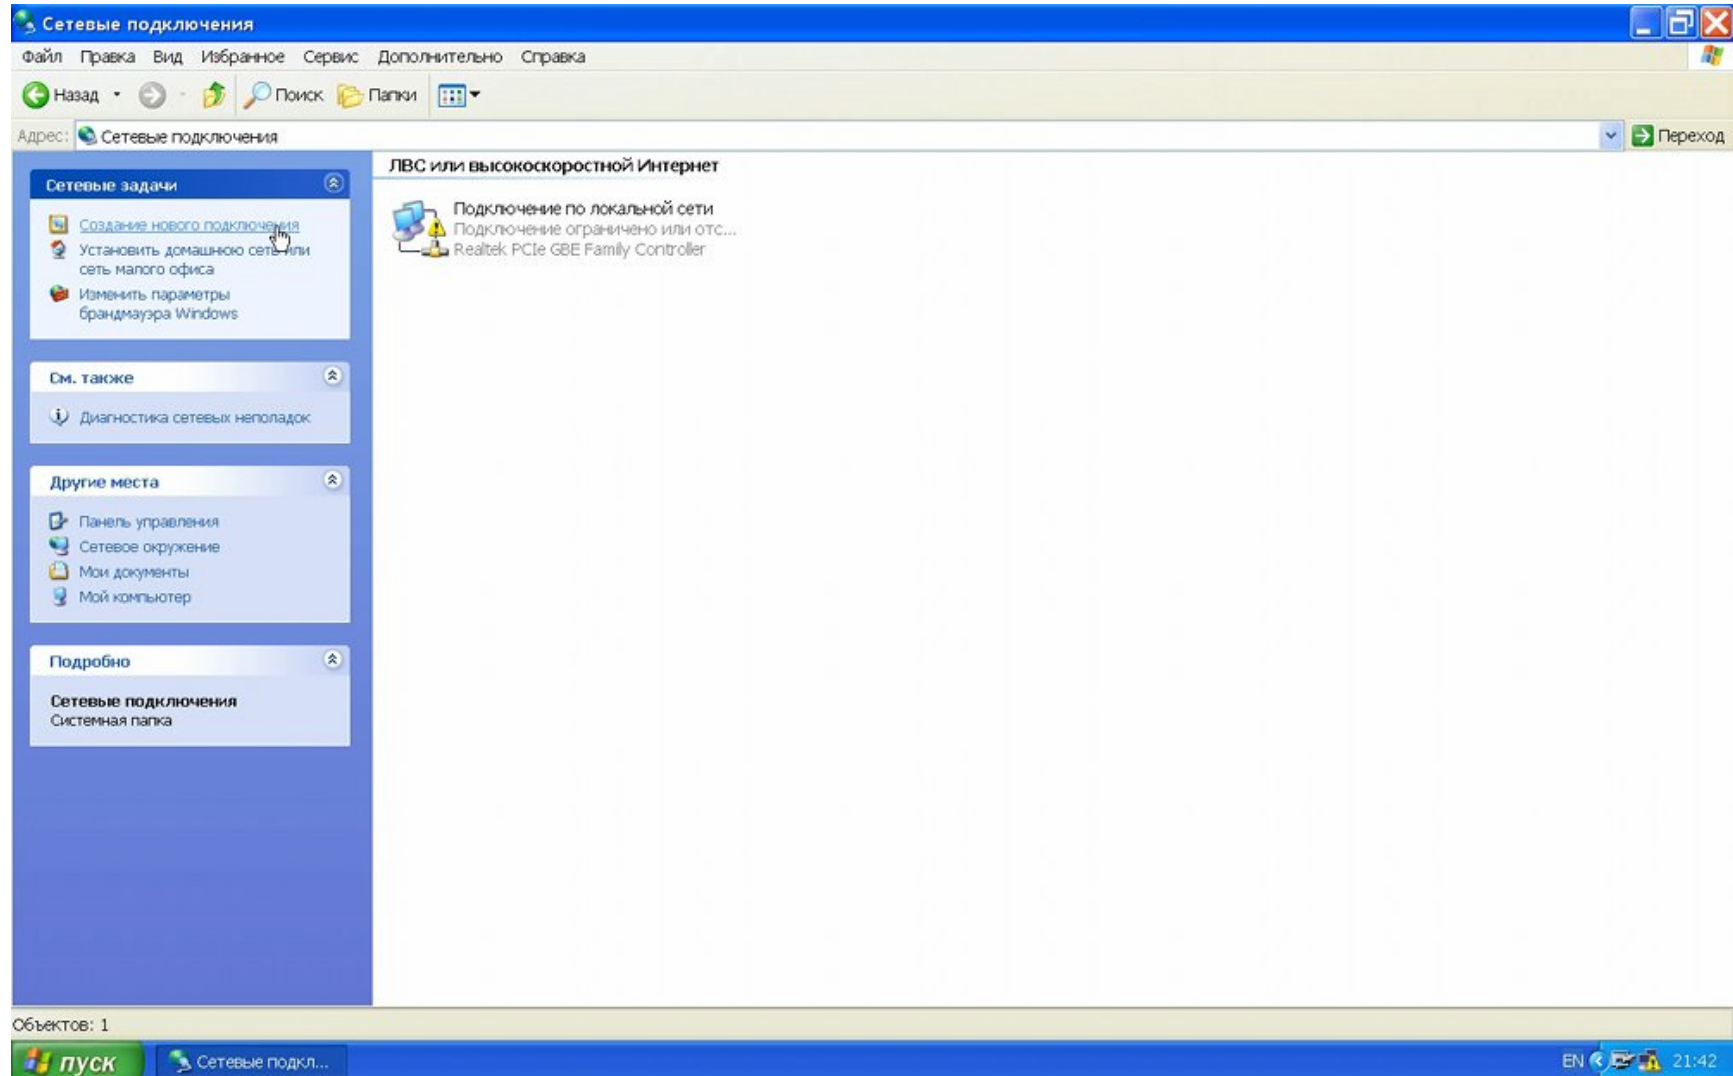 Сетевые подключения
Файл Правка Вид Избранное Сервис Дополнительно Справка
Назад Поиск Папки
Адрес: Сетевые подключения Переход
Сетевые задачи
Создание нового подключения
Установить домашнюю сеть или
сеть малого офиса
Изменить параметры
брандмауэра Windows
См. также
Диагностика сетевых неполадок
Другие места
Панель управления
Сетевое окружение
Мои документы
Мой компьютер
Подробно
Сетевые подключения
Системная папка
ЛВС или высокоскоростной Интернет
Подключение по локальной сети
Подключение ограничено или отс...
Realtek PCIe GBE Family Controller
Объектов: 1
пуск Сетевые подкл... EN 21:42